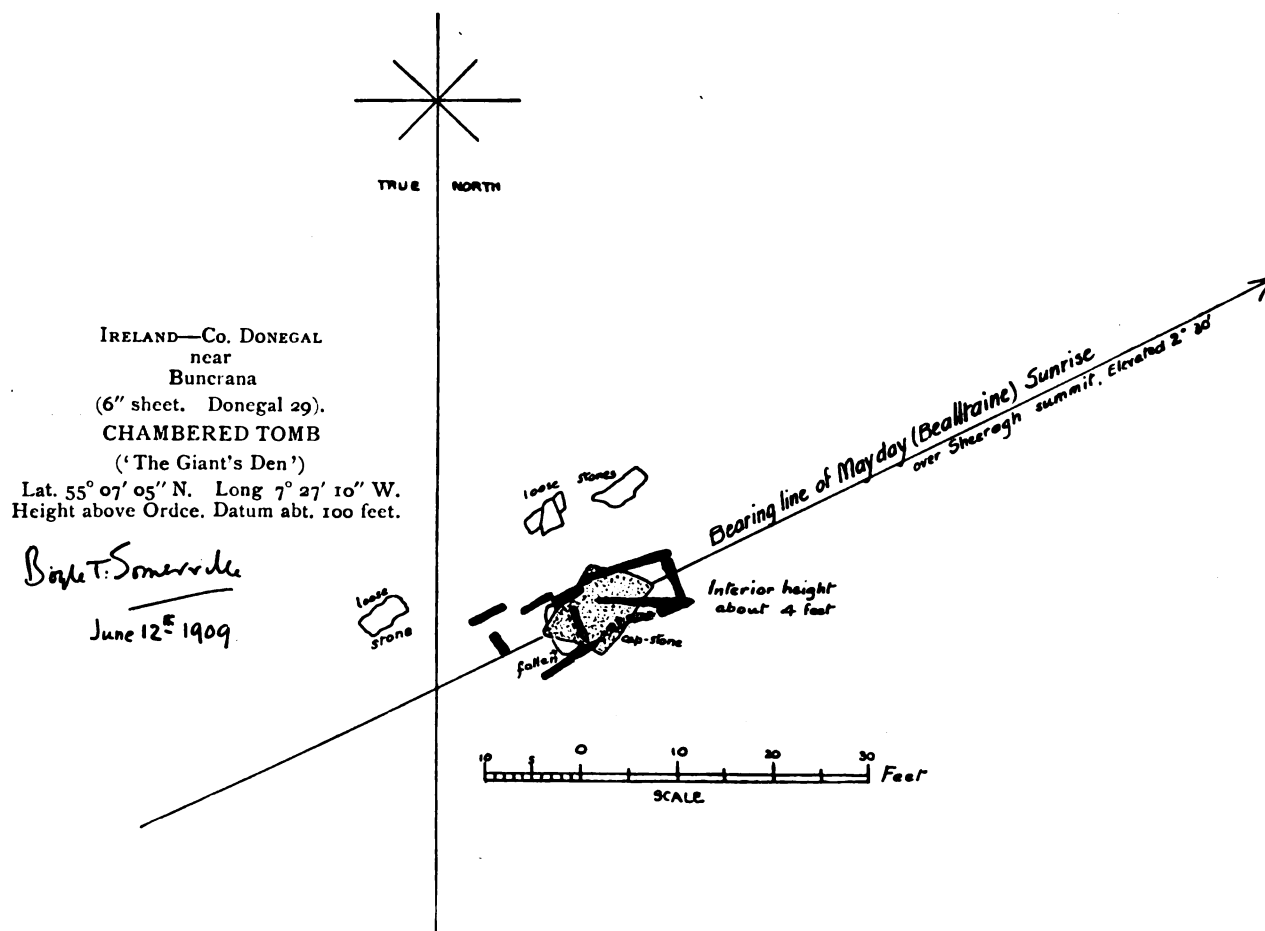 TRUE NORTH
IRELAND—CO. DONEGAL
near
Buncrana
(6″ sheet. Donegal 29).
CHAMBERED TOMB
(‘The Giant's Den’)
Lat. 55° 07′ 05″ N. Long 7° 27′ 10″ W.
Height above Ordce. Datum abt. 100 feet.
Boyle T. Somerville
June 12th 1909
Bearing line of Mayday (Bealltaine) Sunrise
over Sheeragh summit. Elevated 2°
loose stones
loose
stone
Interior height
about 4 feet
fallen
cap-stone
10 5 0 10 20 30 Feet
SCALE